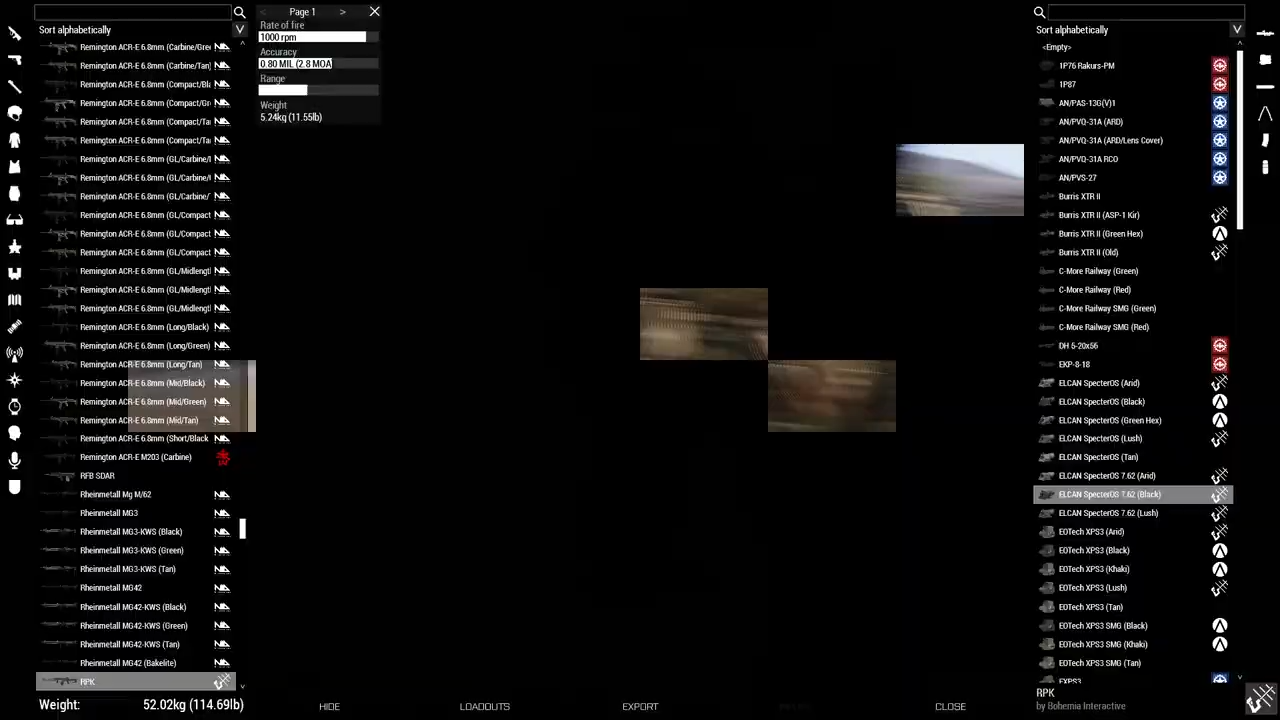 Sort alphabetically
Remington ACR-E 6.8mm (Carbine/Gre
Remington ACR-E 6.8mm (Carbine/Tan)
Remington ACR-E 6.8mm (Compact/Bla
Remington ACR-E 6.8mm (Compact/Gr
Remington ACR-E 6.8mm (Compact/Ta
Remington ACR-E 6.8mm (Compact/Ta
Remington ACR-E 6.8mm (GL/Carbine/I
Remington ACR-E 6.8mm (GL/Carbine/
Remington ACR-E 6.8mm (GL/Carbine/
Remington ACR-E 6.8mm (GL/Compact
Remington ACR-E 6.8mm (GL/Compact
Remington ACR-E 6.8mm (GL/Compact
Remington ACR-E 6.8mm (GL/Midlengt
Remington ACR-E 6.8mm (GL/Midlengt
Remington ACR-E 6.8mm (GL/Midlengt
Remington ACR-E 6.8mm (Long/Black)
Remington ACR-E 6.8mm (Long/Green)
Remington ACR-E 6.8mm (Long/Tan)
Remington ACR-E 6.8mm (Mid/Black)
Remington ACR-E 6.8mm (Mid/Green)
Remington ACR-E 6.8mm (Mid/Tan)
Remington ACR-E 6.8mm (Short/Black
Remington ACR-E M203 (Carbine)
RFB SDAR
Rheinmetall Mg M/62
Rheinmetall MG3
Rheinmetall MG3-KWS (Black)
Rheinmetall MG3-KWS (Green)
Rheinmetall MG3-KWS (Tan)
Rheinmetall MG42
Rheinmetall MG42-KWS (Black)
Rheinmetall MG42-KWS (Green)
Rheinmetall MG42-KWS (Tan)
Rheinmetall MG42 (Bakelite)
RPK
Weight: 52.02kg (114.69lb)
< Page 1 >
Rate of fire
1000 rpm
Accuracy
0.80 MIL (2.8 MOA
Range
Weight
5.24kg (11.55lb)
HIDE
LOADOUTS
EXPORT
CLOSE
Sort alphabetically
<Empty>
1P76 Rakurs-PM
1P87
AN/PAS-13G(V)1
AN/PVQ-31A (ARD)
AN/PVQ-31A (ARD/Lens Cover)
AN/PVQ-31A RCO
AN/PVS-27
Burris XTR II
Burris XTR II (ASP-1 Kir)
Burris XTR II (Green Hex)
Burris XTR II (Old)
C-More Railway (Green)
C-More Railway (Red)
C-More Railway SMG (Green)
C-More Railway SMG (Red)
DH 5-20x56
EKP-8-18
ELCAN SpecterOS (Arid)
ELCAN SpecterOS (Black)
ELCAN SpecterOS (Green Hex)
ELCAN SpecterOS (Lush)
ELCAN SpecterOS (Tan)
ELCAN SpecterOS 7.62 (Arid)
ELCAN SpecterOS 7.62 (Black)
ELCAN SpecterOS 7.62 (Lush)
EOTech XPS3 (Arid)
EOTech XPS3 (Black)
EOTech XPS3 (Khaki)
EOTech XPS3 (Lush)
EOTech XPS3 (Tan)
EOTech XPS3 SMG (Black)
EOTech XPS3 SMG (Khaki)
EOTech XPS3 SMG (Tan)
EXPS3
RPK
by Bohemia Interactive